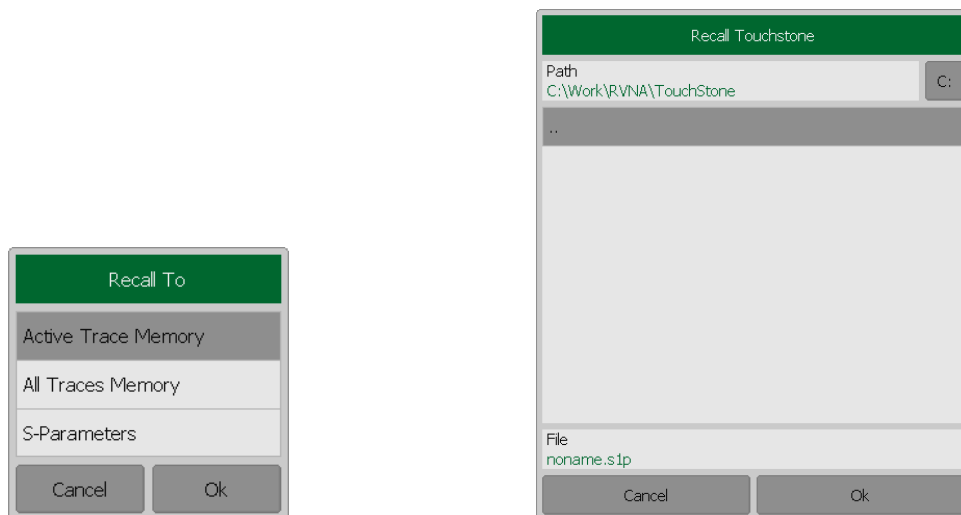 Recall To
Active Trace Memory
All Traces Memory
S-Parameters
Cancel
Ok
Recall Touchstone
Path
C:\Work\RVNA\TouchStone
C:
..
File
noname.s1p
Cancel
Ok